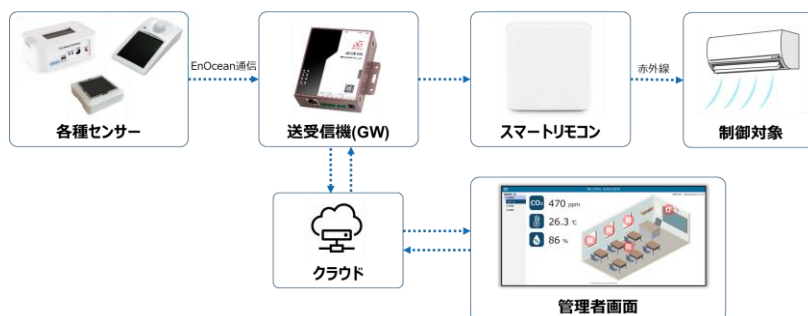 EnOcean通信
赤外線
各種センサー
送受信機(GW)
スマートリモコン
制御対象
CO₂ 470 ppm
26.3 ℃
86 %
クラウド
管理者画面